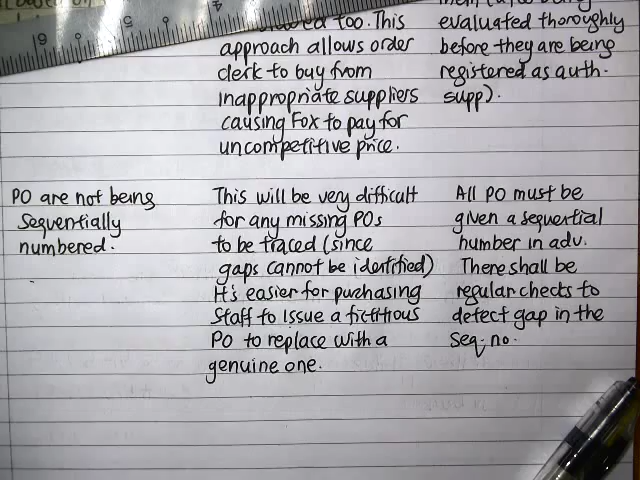 too. This
approach allows order
clerk to buy from
inappropriate suppliers
causing Fox to pay for
uncompetitive price.
evaluated thoroughly
before they are being
registered as auth.
supp).
PO are not being
sequentially
numbered.
This will be very difficult
for any missing POs
to be traced (since
gaps cannot be identified)
It's easier for purchasing
staff to issue a fictitious
PO to replace with a
genuine one.
All PO must be
given a sequential
number in adv.
There shall be
regular checks to
detect gap in the
seq. no.